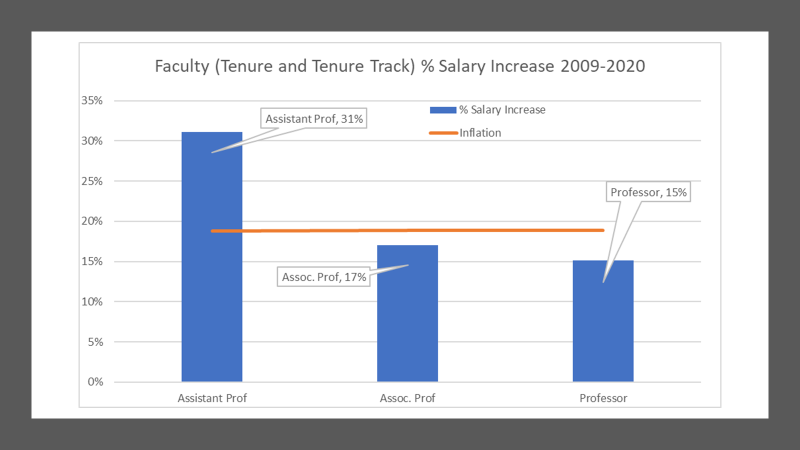 Faculty (Tenure and Tenure Track) % Salary Increase 2009-2020
35%
30%
25%
20%
15%
10%
5%
0%
% Salary Increase
Inflation
Assistant Prof, 31%
Professor, 15%
Assoc. Prof, 17%
Assistant Prof
Assoc. Prof
Professor